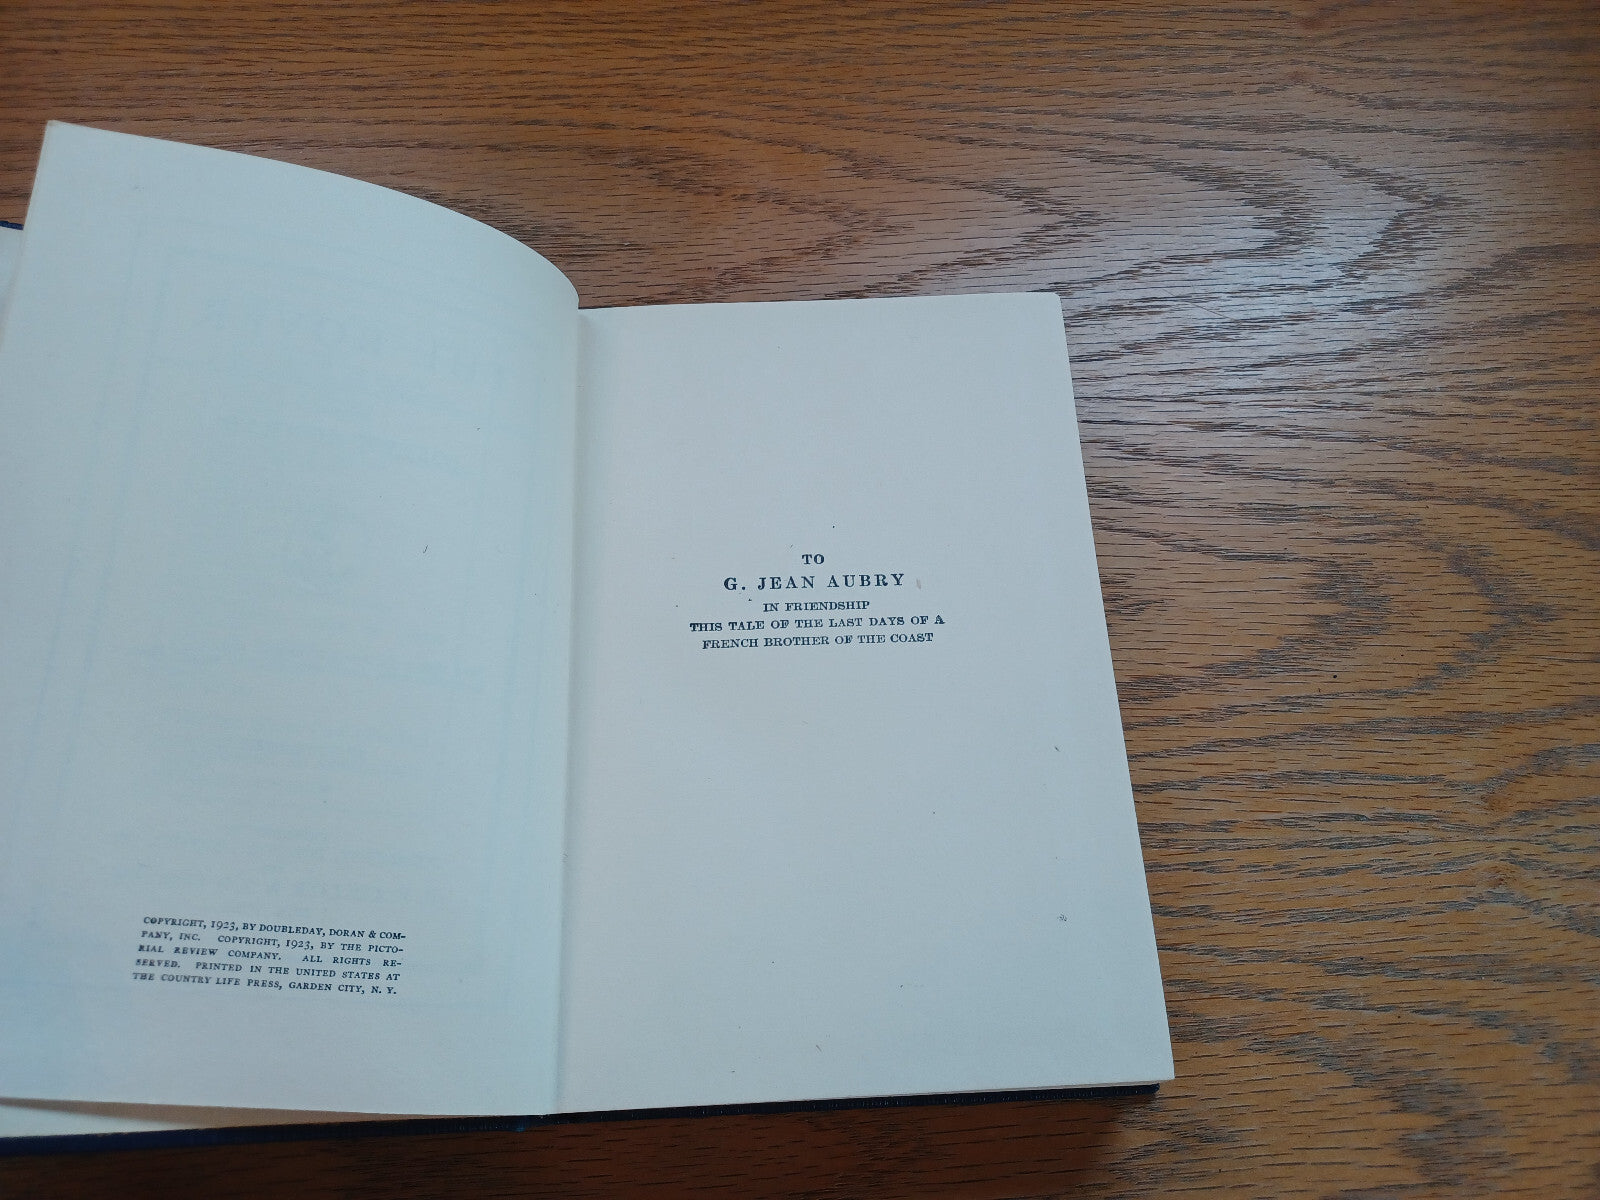 COPYRIGHT, 1923, BY DOUBLEDAY, DORAN & COM-
PANY, INC. COPYRIGHT, 1923, BY THE PICTO-
RIAL REVIEW COMPANY. ALL RIGHTS RE-
SERVED. PRINTED IN THE UNITED STATES AT
THE COUNTRY LIFE PRESS, GARDEN CITY, N. Y.
TO
G. JEAN AUBRY
IN FRIENDSHIP
THIS TALE OF THE LAST DAYS OF A
FRENCH BROTHER OF THE COAST